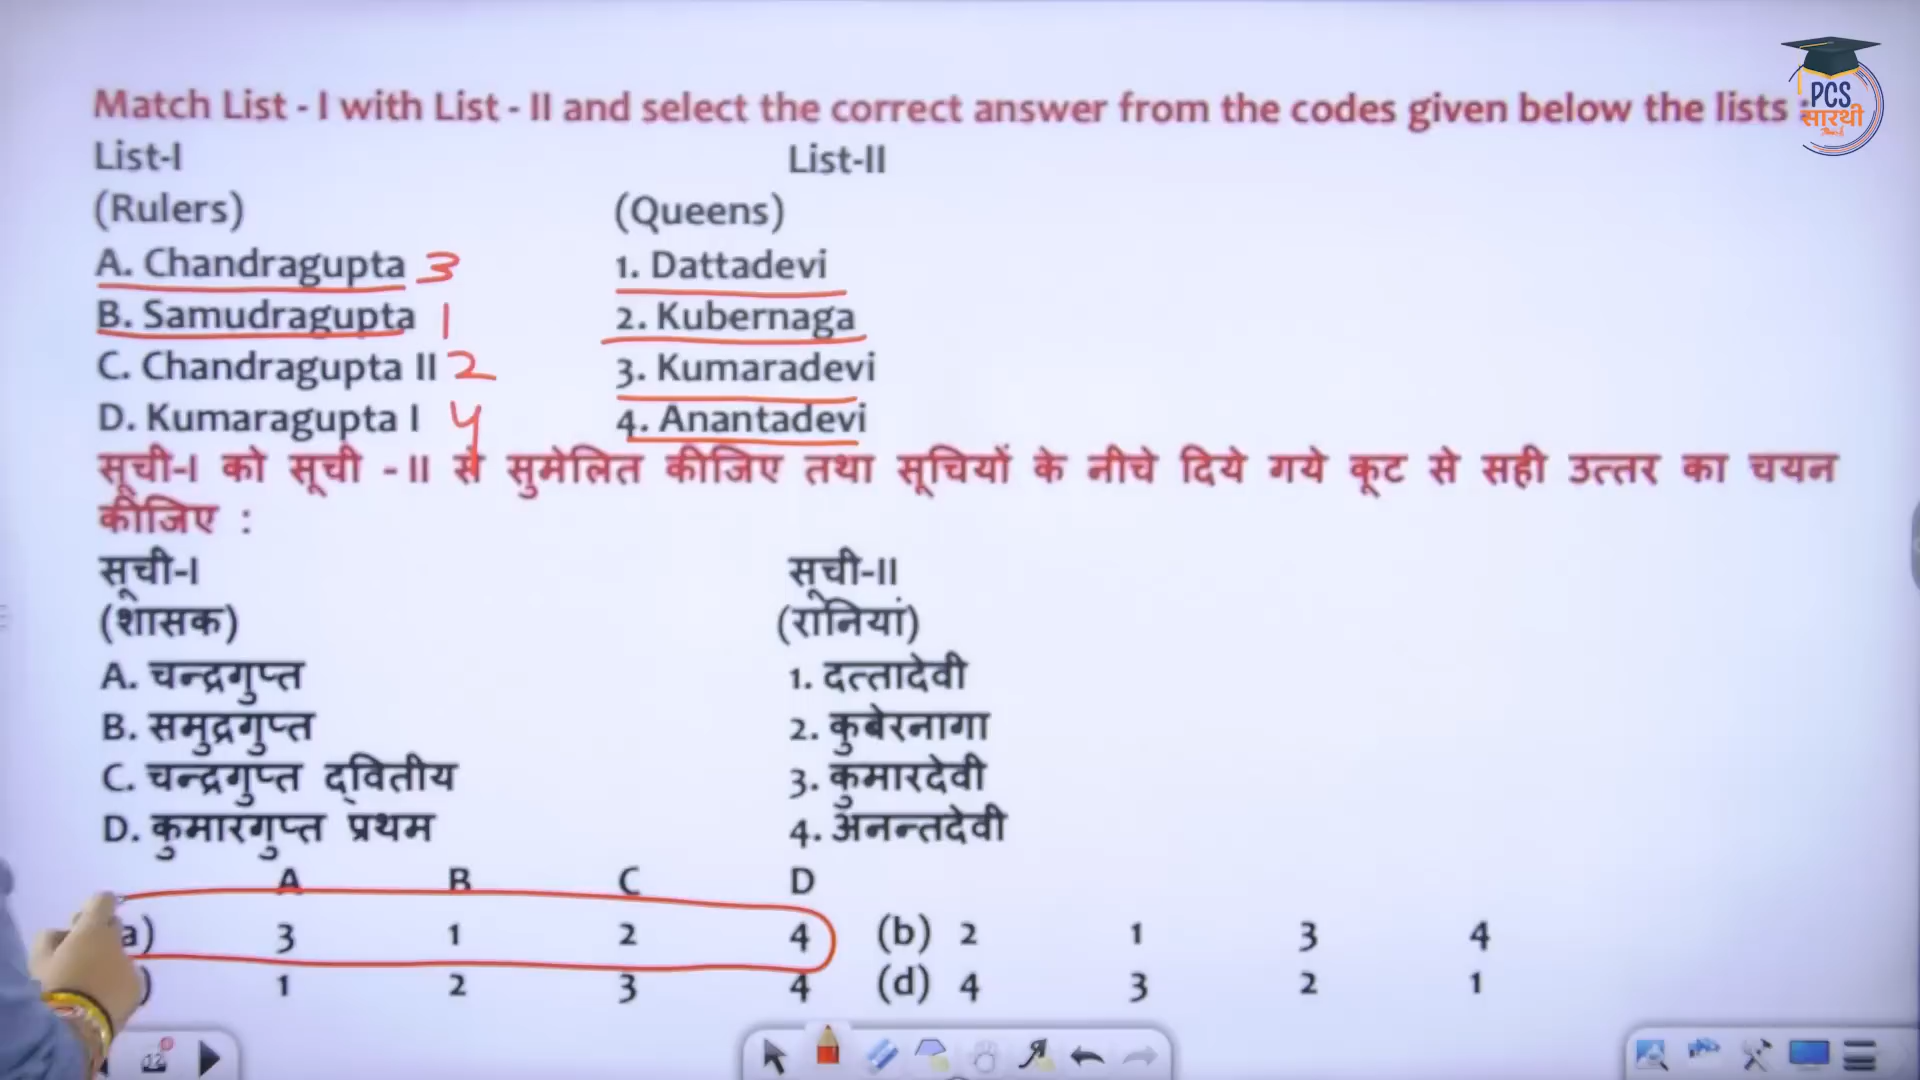 Match List - I with List - II and select the correct answer from the codes given below the lists :
PCS
सारथी
List-I List-II
(Rulers) (Queens)
A. Chandragupta 3 1. Dattadevi
B. Samudragupta 1 2. Kubernaga
C. Chandragupta II 2 3. Kumaradevi
D. Kumaragupta I 4 4. Anantadevi
सूची-I को सूची - II से सुमेलित कीजिए तथा सूचियों के नीचे दिये गये कूट से सही उत्तर का चयन
कीजिए :
सूची-I सूची-II
(शासक) (रानियां)
A. चन्द्रगुप्त 1. दत्तादेवी
B. समुद्रगुप्त 2. कुबेरनागा
C. चन्द्रगुप्त द्वितीय 3. कुमारदेवी
D. कुमारगुप्त प्रथम 4. अनन्तदेवी
A B C D
a) 3 1 2 4 (b) 2 1 3 4
) 1 2 3 4 (d) 4 3 2 1
12